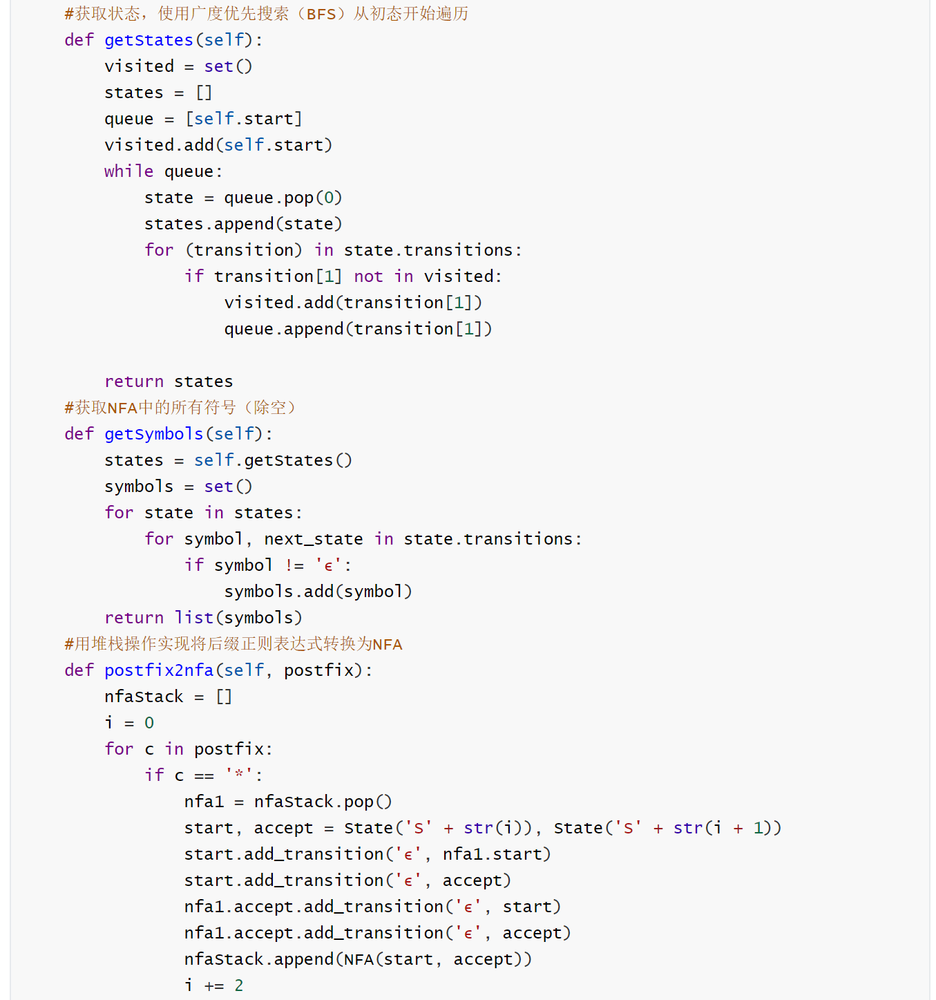 #获取状态，使用广度优先搜索（BFS）从初态开始遍历
def getStates(self):
visited = set()
states = []
queue = [self.start]
visited.add(self.start)
while queue:
state = queue.pop(0)
states.append(state)
for (transition) in state.transitions:
if transition[1] not in visited:
visited.add(transition[1])
queue.append(transition[1])
return states
#获取NFA中的所有符号（除空）
def getSymbols(self):
states = self.getStates()
symbols = set()
for state in states:
for symbol, next_state in state.transitions:
if symbol != 'ϵ':
symbols.add(symbol)
return list(symbols)
#用堆栈操作实现将后缀正则表达式转换为NFA
def postfix2nfa(self, postfix):
nfaStack = []
i = 0
for c in postfix:
if c == '*':
nfa1 = nfaStack.pop()
start, accept = State('S' + str(i)), State('S' + str(i + 1))
start.add_transition('ϵ', nfa1.start)
start.add_transition('ϵ', accept)
nfa1.accept.add_transition('ϵ', start)
nfa1.accept.add_transition('ϵ', accept)
nfaStack.append(NFA(start, accept))
i += 2